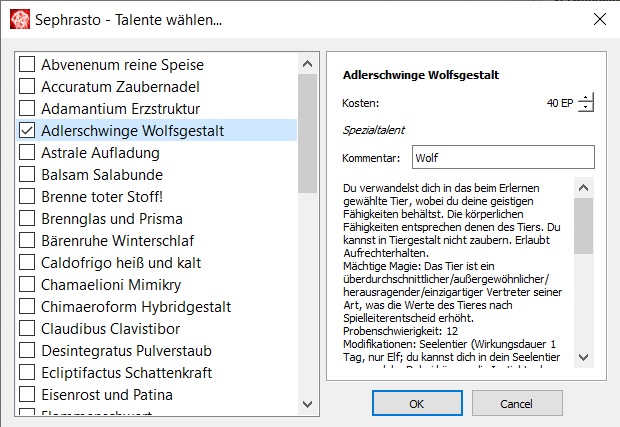 Sephrasto - Talente wählen...
Abvenenum reine Speise
Accuratum Zaubernadel
Adamantium Erzstruktur
Adlerschwinge Wolfsgestalt
Astrale Aufladung
Balsam Salabunde
Brenne toter Stoff!
Brennglas und Prisma
Bärenruhe Winterschlaf
Caldofrigo heiß und kalt
Chamaelioni Mimikry
Chimaeroform Hybridgestalt
Claudibus Clavistibor
Desintegratus Pulverstaub
Ecliptifactus Schattenkraft
Eisenrost und Patina
Adlerschwinge Wolfsgestalt
Kosten: 40 EP
Spezialtalent
Kommentar: Wolf
Du verwandelst dich in das beim Erlernen
gewählte Tier, wobei du deine geistigen
Fähigkeiten behältst. Die körperlichen
Fähigkeiten entsprechen denen des Tiers. Du
kannst in Tiergestalt nicht zaubern. Erlaubt
Aufrechterhalten.
Mächtige Magie: Das Tier ist ein
überdurchschnittlicher/außergewöhnlicher/
herausragender/einzigartiger Vertreter seiner
Art, was die Werte des Tieres nach
Spielleiterentscheid erhöht.
Probenschwierigkeit: 12
Modifikationen: Seelentier (Wirkungsdauer 1
Tag, nur Elf; du kannst dich in dein Seelentier
OK
Cancel